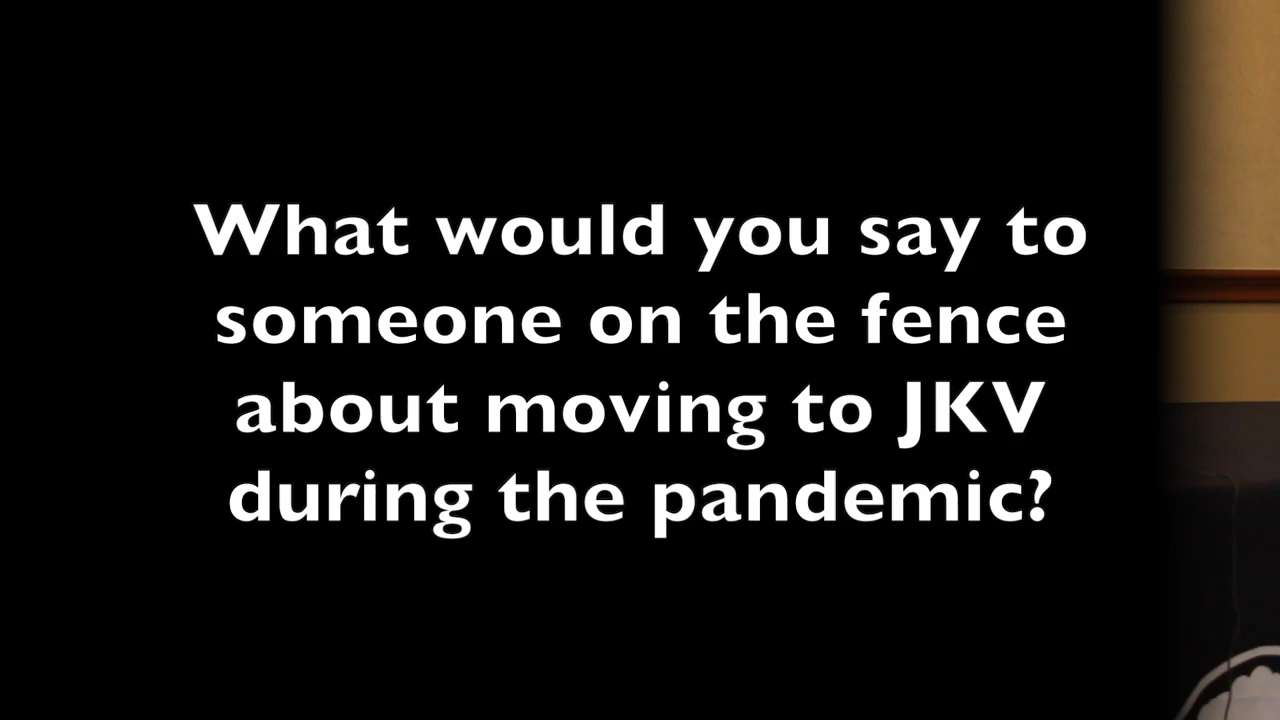 What would you say to
someone on the fence
about moving to JKV
during the pandemic?